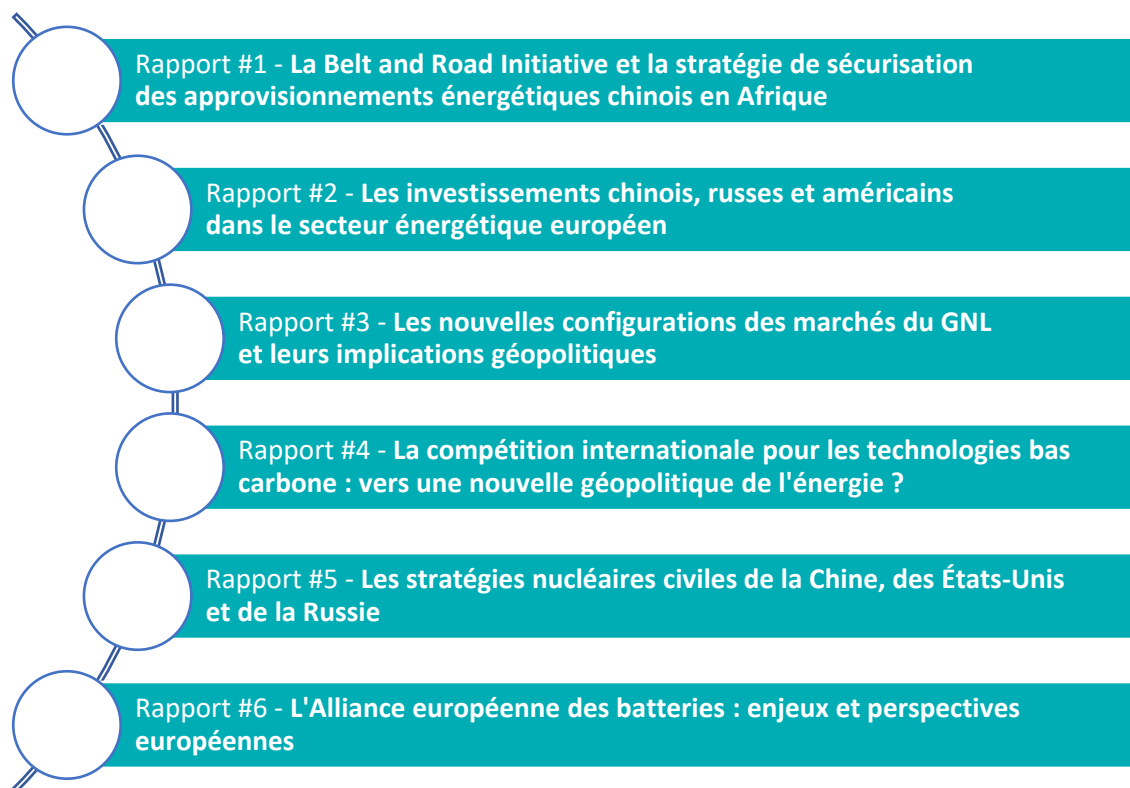 Rapport #1 - La Belt and Road Initiative et la stratégie de sécurisation
des approvisionnements énergétiques chinois en Afrique
Rapport #2 - Les investissements chinois, russes et américains
dans le secteur énergétique européen
Rapport #3 - Les nouvelles configurations des marchés du GNL
et leurs implications géopolitiques
Rapport #4 - La compétition internationale pour les technologies bas
carbone : vers une nouvelle géopolitique de l'énergie ?
Rapport #5 - Les stratégies nucléaires civiles de la Chine, des États-Unis
et de la Russie
Rapport #6 - L'Alliance européenne des batteries : enjeux et perspectives
européennes